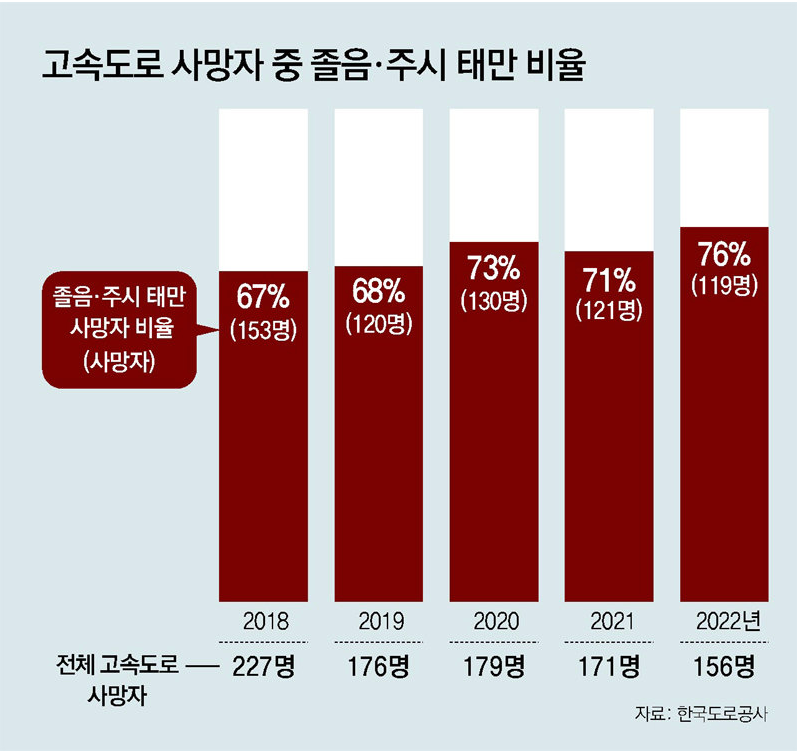 고속도로 사망자 중 졸음·주시 태만 비율
졸음·주시 태만
사망자 비율
(사망자)
67%
(153명)
68%
(120명)
73%
(130명)
71%
(121명)
76%
(119명)
2018
2019
2020
2021
2022년
전체 고속도로
사망자
227명
176명
179명
171명
156명
자료: 한국도로공사